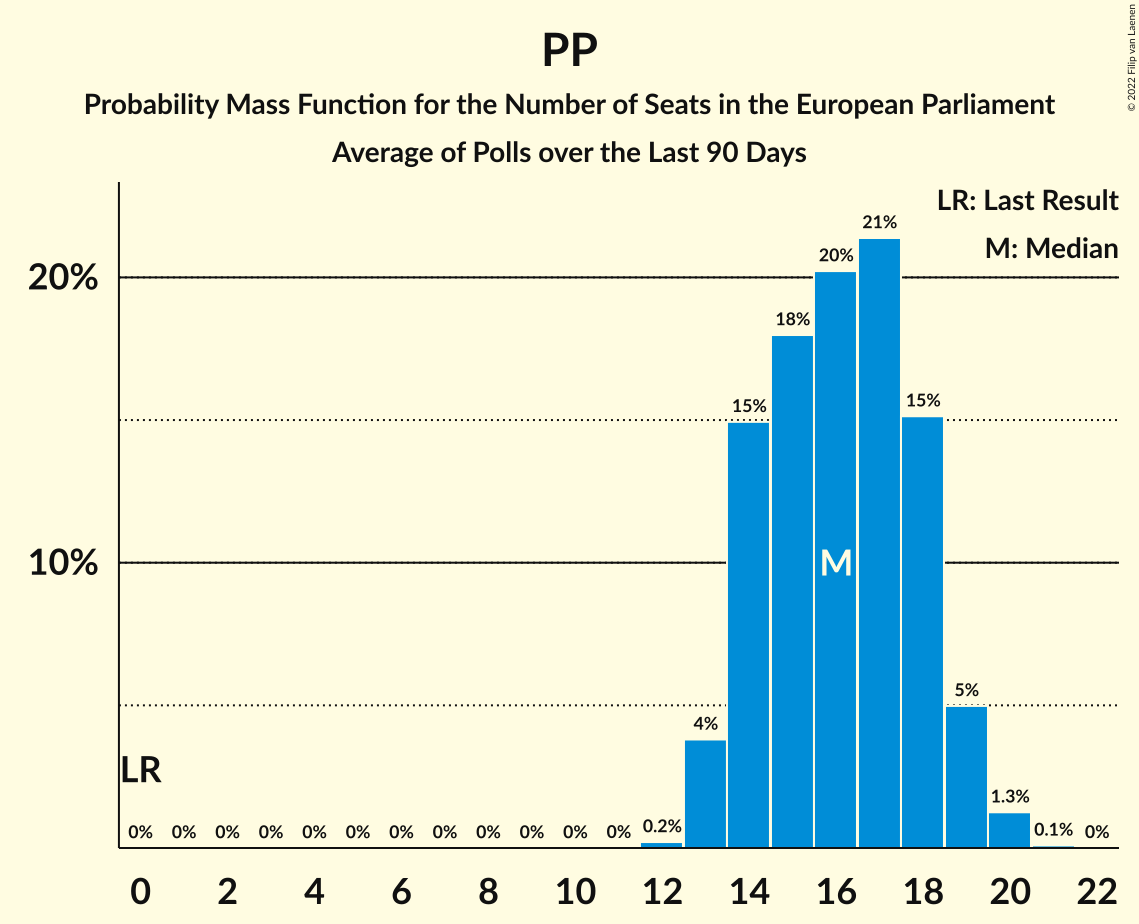 PP
Probability Mass Function for the Number of Seats in the European Parliament
Average of Polls over the Last 90 Days
© 2022 Filip van Laenen
LR: Last Result
M: Median
20%
10%
21%
20%
18%
15%
15%
M
5%
4%
LR
1.3%
0% 0% 0% 0% 0% 0% 0% 0% 0% 0% 0% 0% 0.2% 0.1% 0%
0 2 4 6 8 10 12 14 16 18 20 22